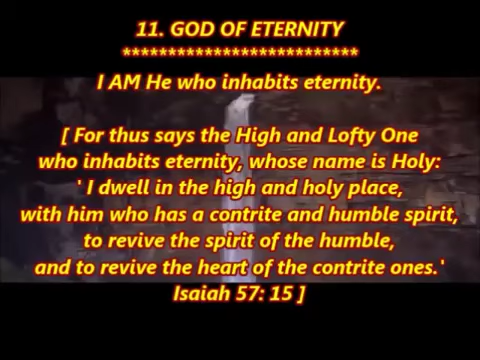 11. GOD OF ETERNITY
**************************
I AM He who inhabits eternity.
[ For thus says the High and Lofty One
who inhabits eternity, whose name is Holy:
' I dwell in the high and holy place,
with him who has a contrite and humble spirit,
to revive the spirit of the humble,
and to revive the heart of the contrite ones.'
Isaiah 57: 15 ]